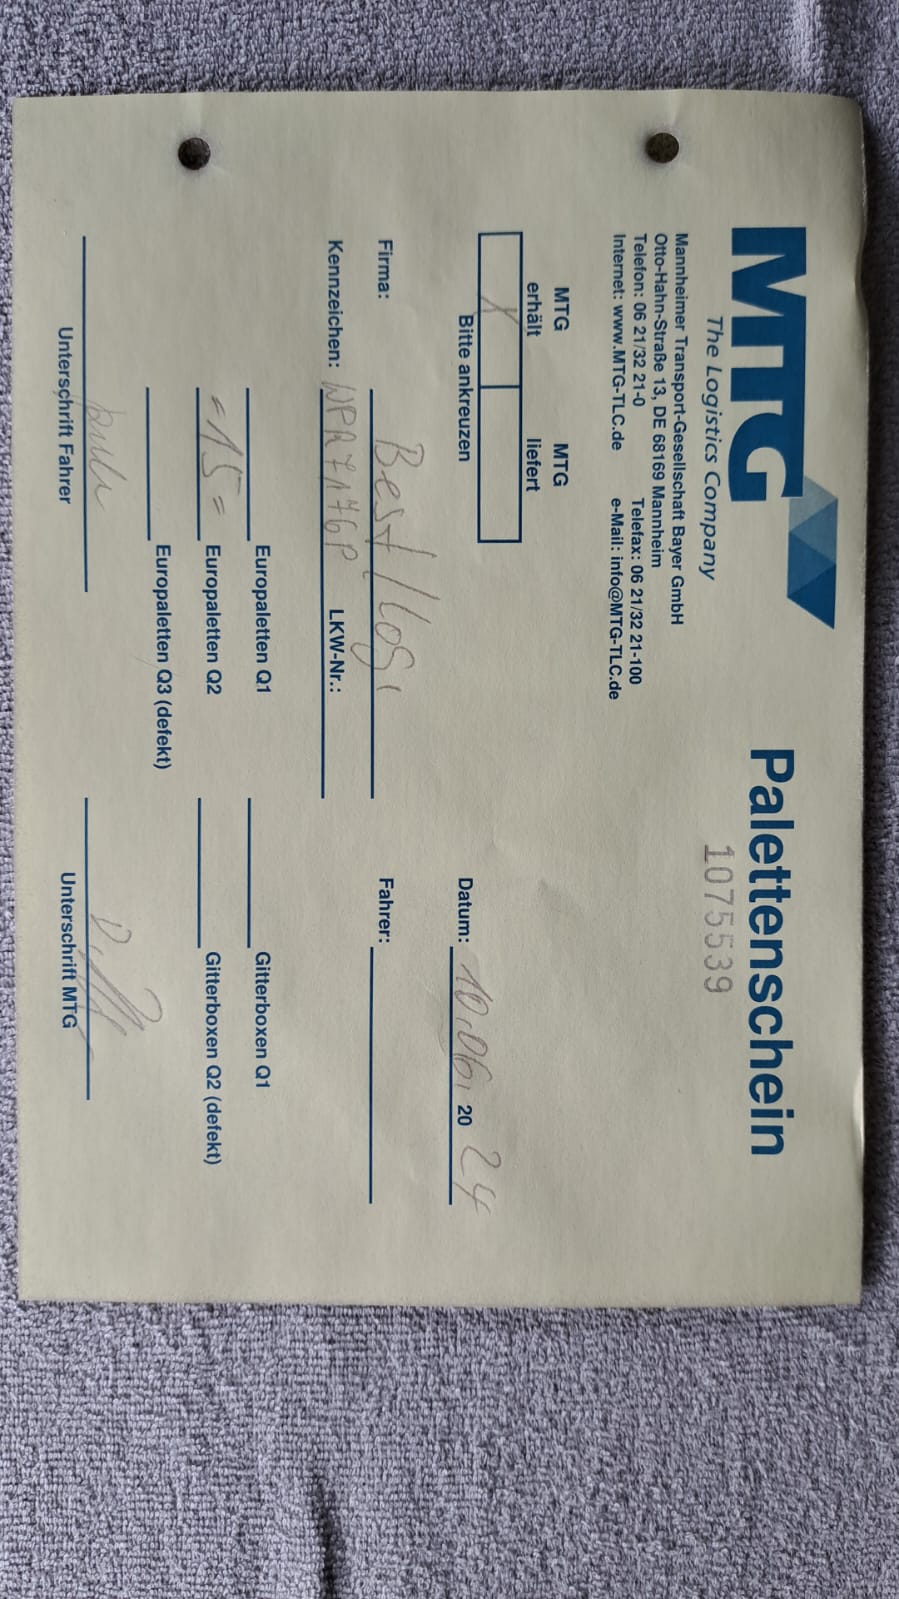 MTG
The Logistics Company
Palettenschein
1075539
Mannheimer Transport-Gesellschaft Bayer GmbH
Otto-Hahn-Straße 13, DE 68169 Mannheim
Telefon: 06 21/32 21-0 Telefax: 06 21/32 21-100
Internet: www.MTG-TLC.de e-Mail: info@MTG-TLC.de
MTG erhält MTG liefert
X
Bitte ankreuzen
Datum: 10.06. 20 24
Firma: Best Logi
Fahrer:
Kennzeichen: WPR7176P LKW-Nr.:
Europaletten Q1 Gitterboxen Q1
=15= Europaletten Q2 Gitterboxen Q2 (defekt)
Europaletten Q3 (defekt)
Unterschrift Fahrer Unterschrift MTG